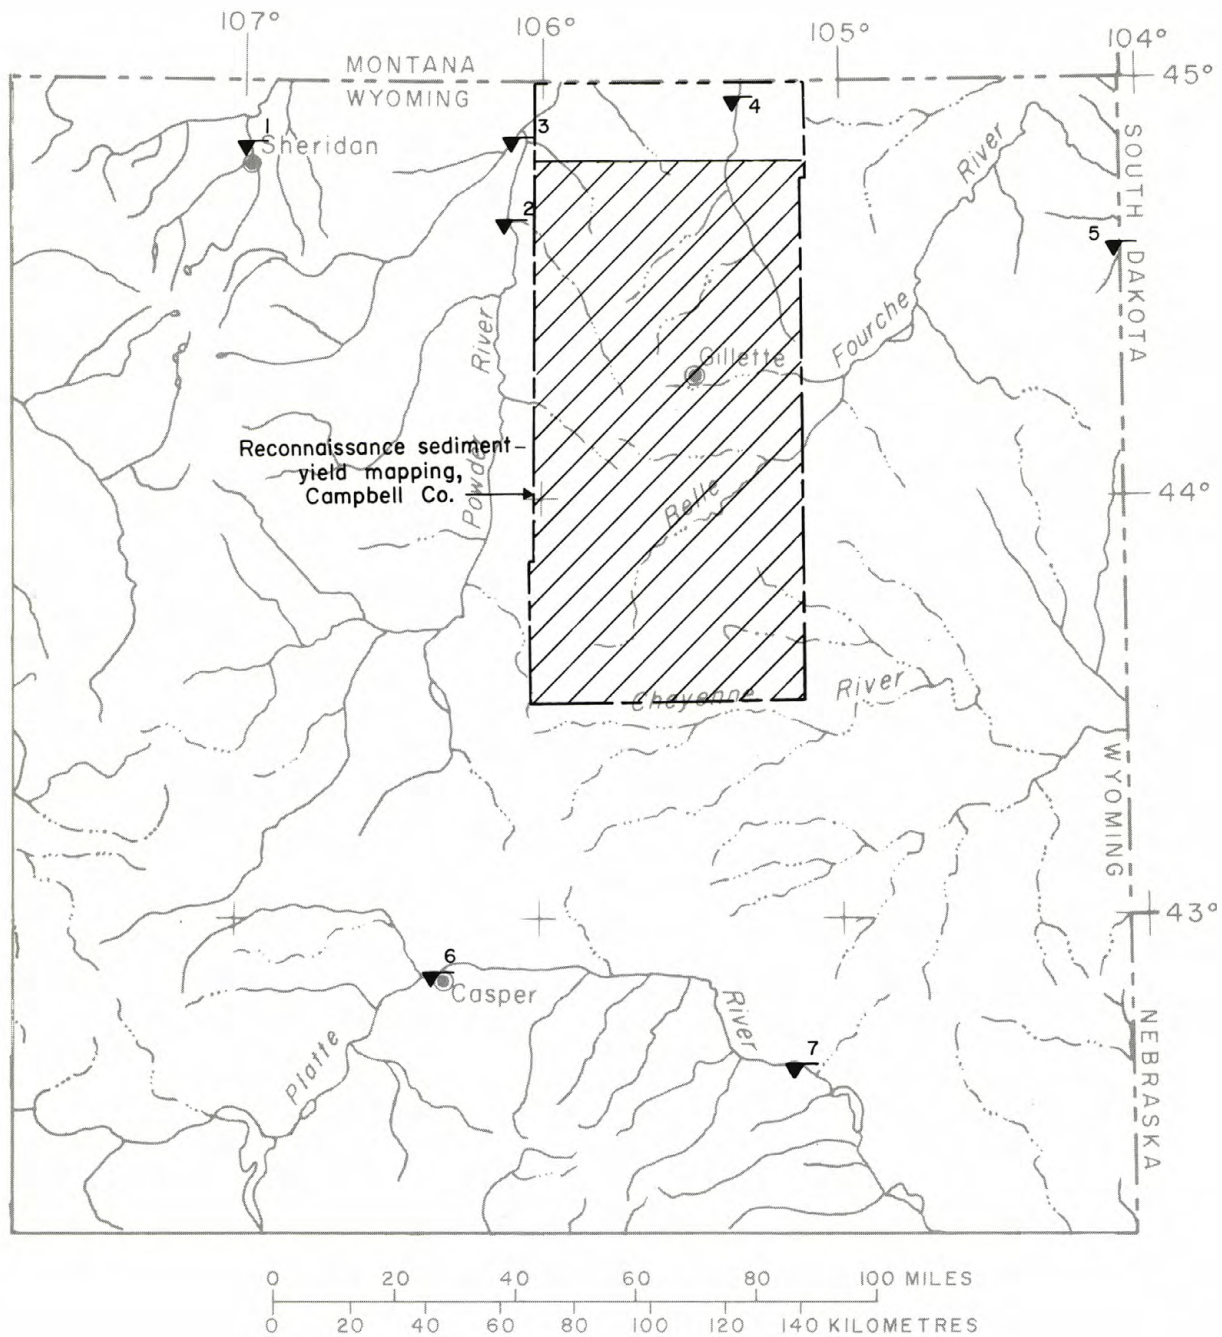 107°
106°
105°
104°
MONTANA
WYOMING
45°
1
Sheridan
3
4
2
5
River
SOUTH DAKOTA
River
Fourche
Gillette
Reconnaissance sediment-
yield mapping,
Campbell Co.
Powder
Belle
44°
Cheyenne
River
WYOMING
43°
6
Casper
River
7
Platte
NEBRASKA
0 20 40 60 80 100 MILES
0 20 40 60 80 100 120 140 KILOMETRES